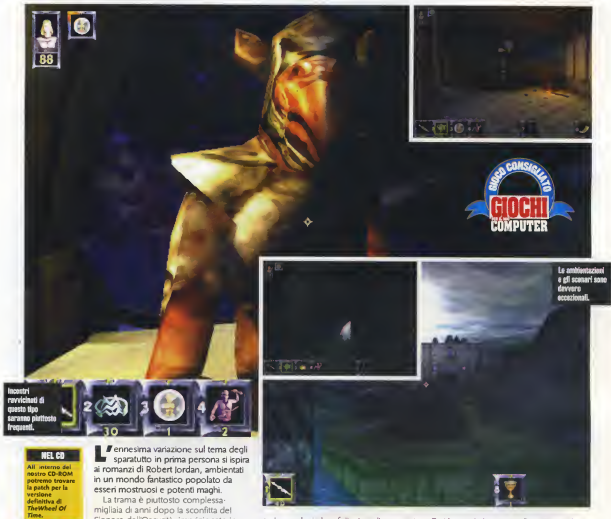 88
GIOCO CONSIGLIATO
GIOCHI
COMPUTER
Le ambientazioni
e gli scenari sono
davvero
eccezionali.
Incontri
ravvicinati di
questo tipo
saranno piuttosto
frequenti.
2
3
4
30
1
2
NEL CD
All'interno del
nostro CD-ROM
potremo trovare
la patch per la
versione
definitiva di
TheWheel Of
Time.
L'ennesima variazione sul tema degli
sparatutto in prima persona si ispira
ai romanzi di Robert Jordan, ambientati
in un mondo fantastico popolato da
esseri mostruosi e potenti maghi.
La trama è piuttosto complessa-
migliaia di anni dopo la sconfitta del